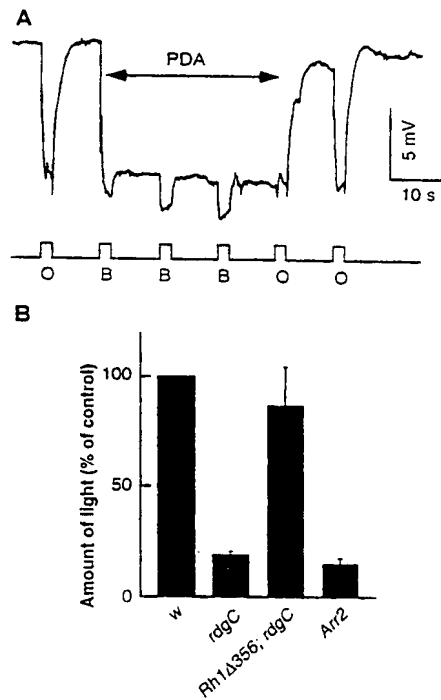 A
PDA
5 mV
10 s
O B B B O O
B
Amount of light (% of control)
100
50
0
w
rdgC
Rh1Δ356; rdgC
Arr2